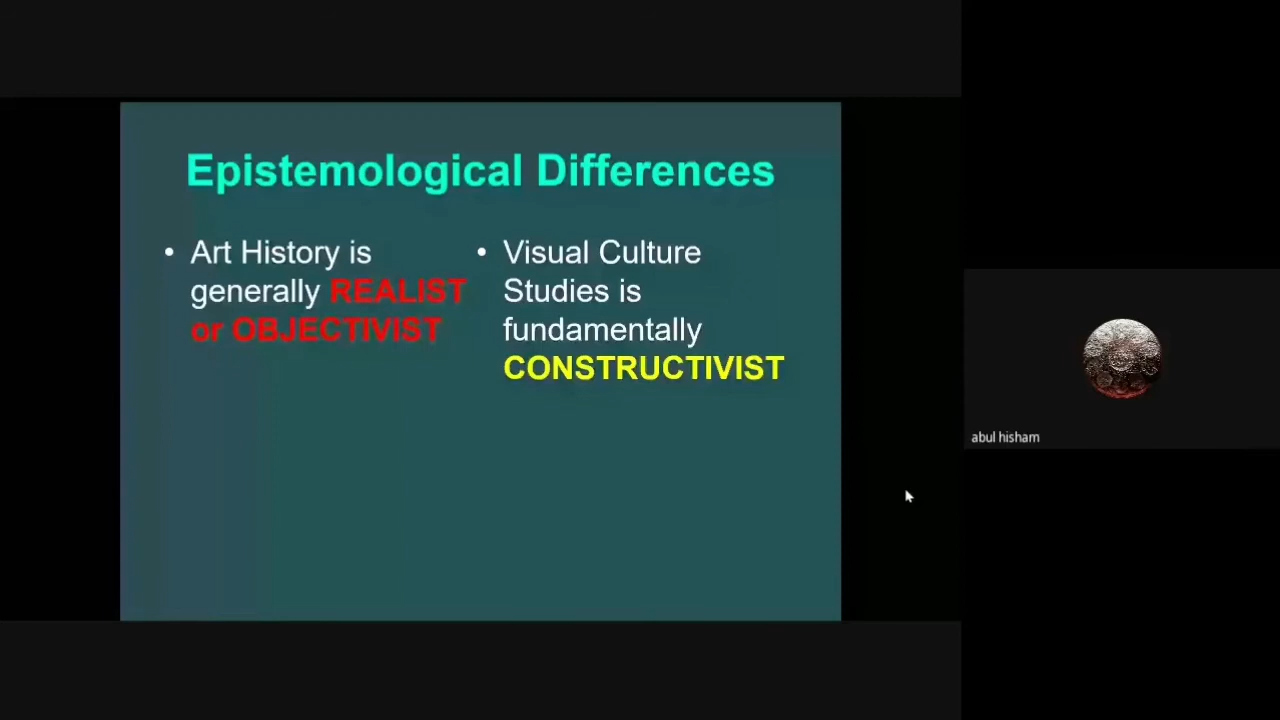 Epistemological Differences
• Art History is
generally REALIST
or OBJECTIVIST
• Visual Culture
Studies is
fundamentally
CONSTRUCTIVIST
abul hisham